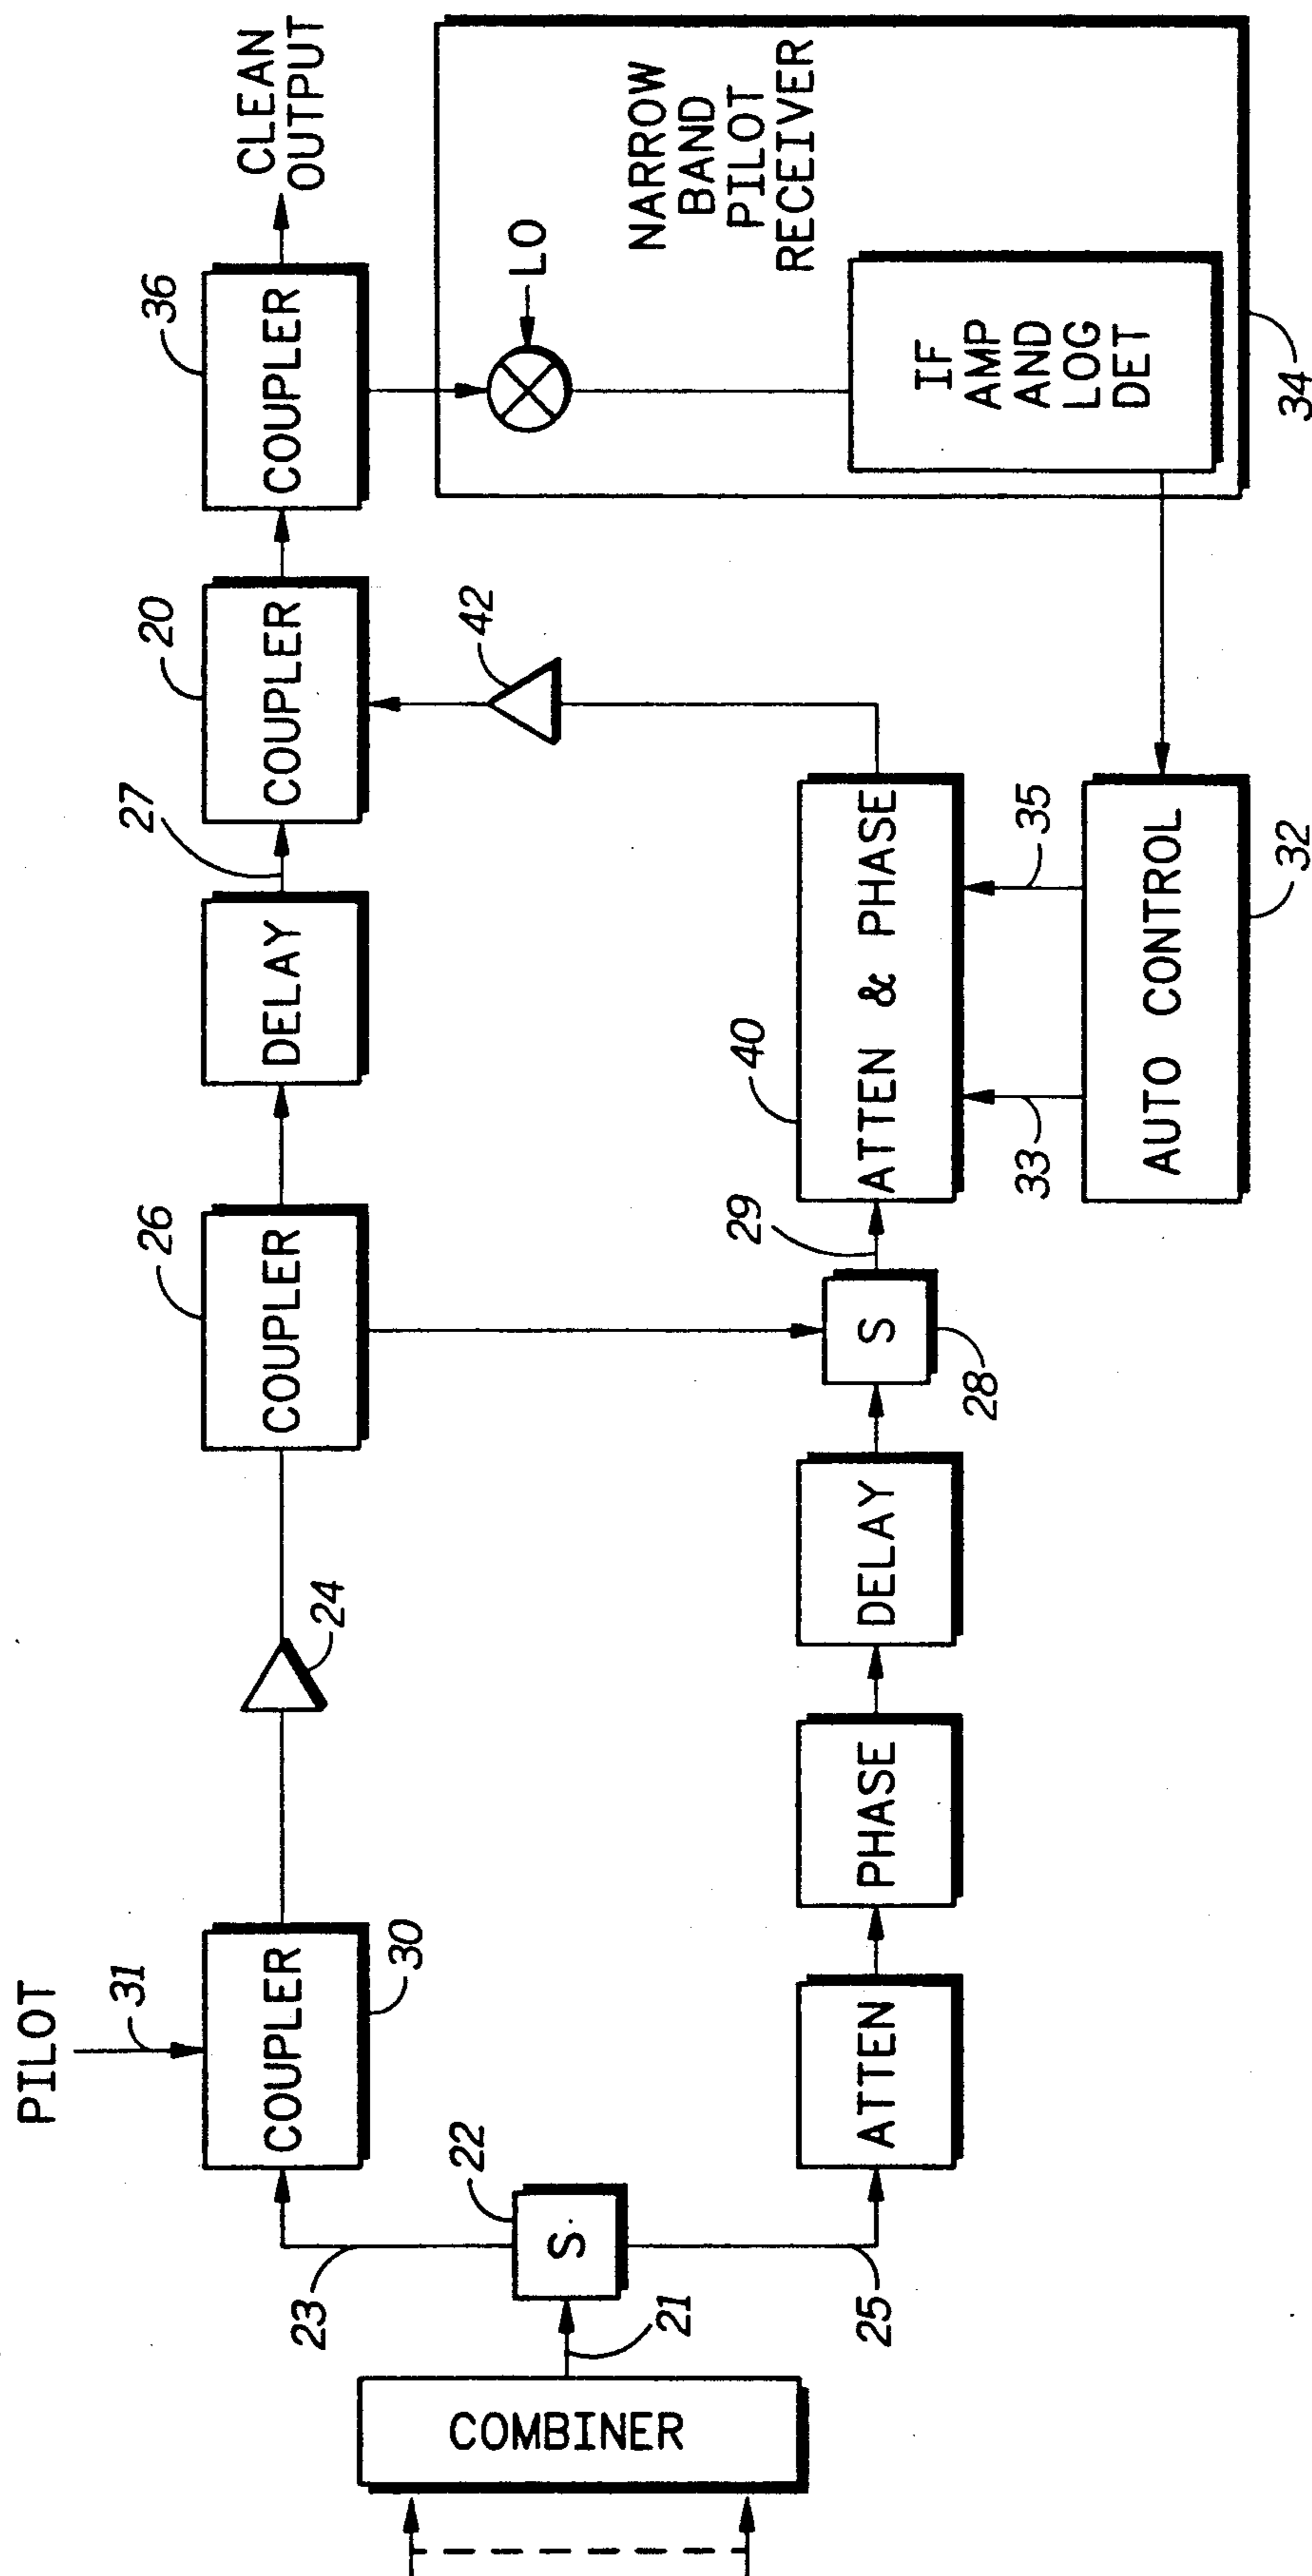 PILOT
31
COUPLER
30
24
COUPLER
26
DELAY
27
COUPLER
20
COUPLER
36
CLEAN
OUTPUT
23
22
S
COMBINER
21
25
ATTEN
PHASE
DELAY
S
28
29
ATTEN & PHASE
40
42
33
35
AUTO CONTROL
32
LO
NARROW
BAND
PILOT
RECEIVER
IF
AMP
AND
LOG
DET
34